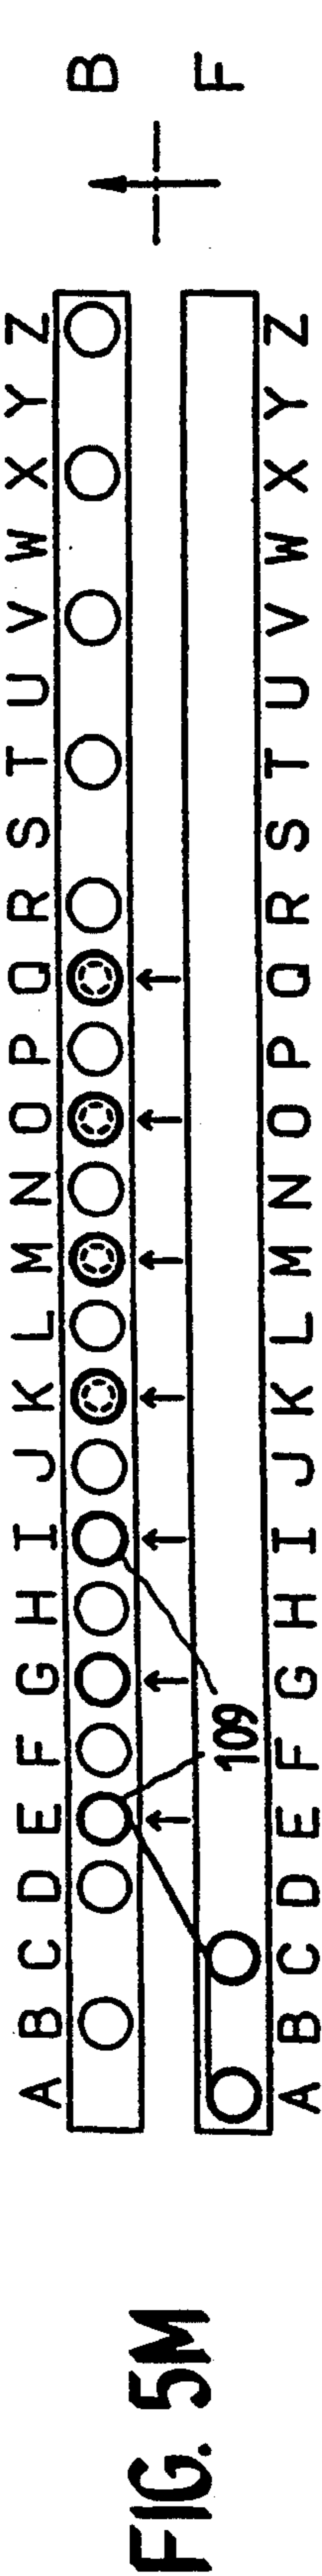 A B C D E F G H I J K L M N O P Q R S T U V W X Y Z
B
109
F
A B C D E F G H I J K L M N O P Q R S T U V W X Y Z
FIG. 5M